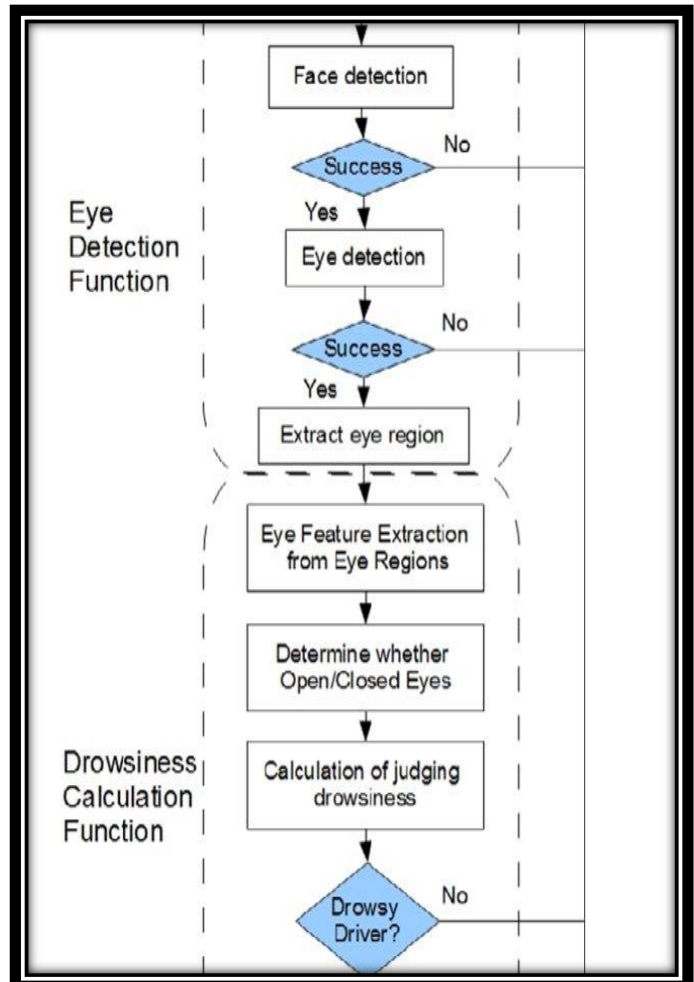 Face detection
Success
No
Yes
Eye
Detection
Function
Eye detection
Success
No
Yes
Extract eye region
Eye Feature Extraction
from Eye Regions
Determine whether
Open/Closed Eyes
Drowsiness
Calculation
Function
Calculation of judging
drowsiness
Drowsy
Driver?
No